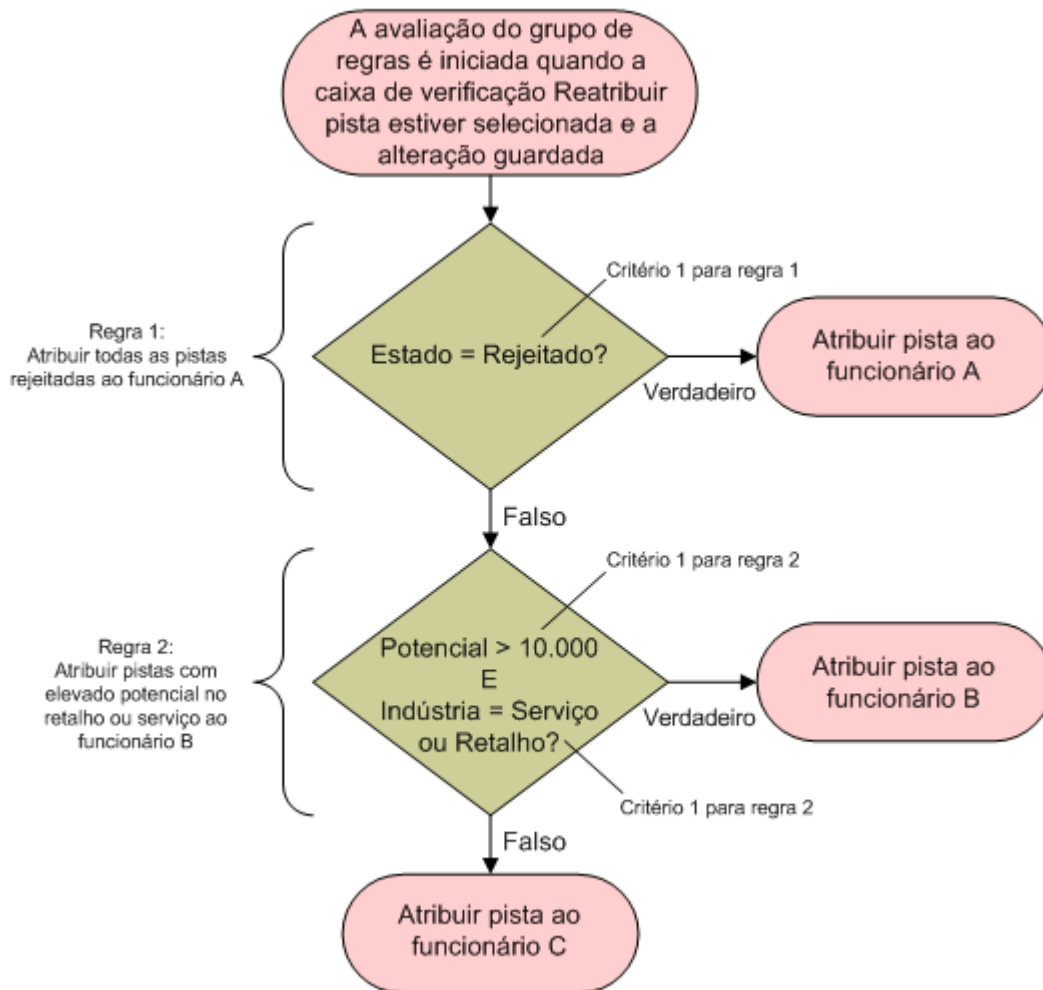 A avaliação do grupo de
regras é iniciada quando a
caixa de verificação Reatribuir
pista estiver selecionada e a
alteração guardada
Critério 1 para regra 1
Regra 1:
Atribuir todas as pistas
rejeitadas ao funcionário A
Estado = Rejeitado?
Verdadeiro
Atribuir pista ao
funcionário A
Falso
Critério 1 para regra 2
Regra 2:
Atribuir pistas com
elevado potencial no
retalho ou serviço ao
funcionário B
Potencial > 10.000
E
Indústria = Serviço
ou Retalho?
Verdadeiro
Atribuir pista ao
funcionário B
Critério 1 para regra 2
Falso
Atribuir pista ao
funcionário C